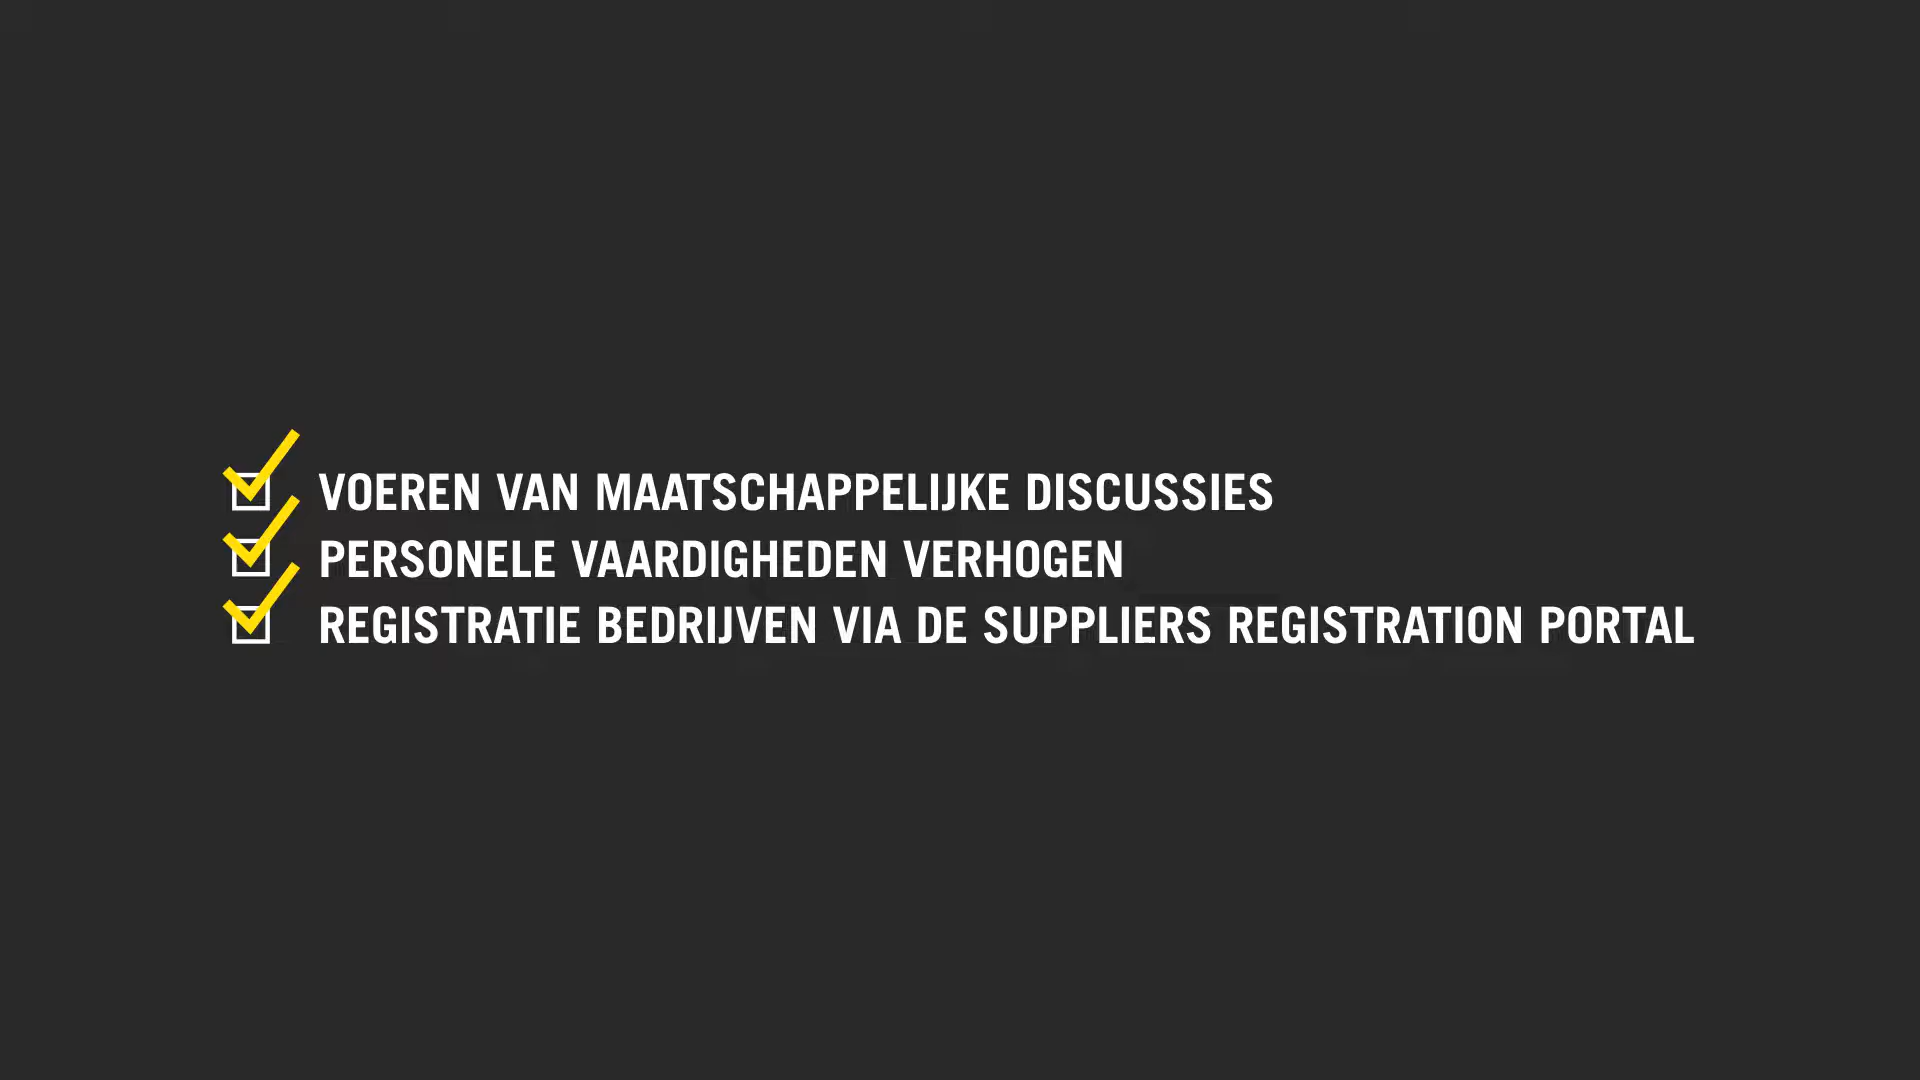 VOEREN VAN MAATSCHAPPELIJKE DISCUSSIES
PERSONELE VAARDIGHEDEN VERHOGEN
REGISTRATIE BEDRIJVEN VIA DE SUPPLIERS REGISTRATION PORTAL